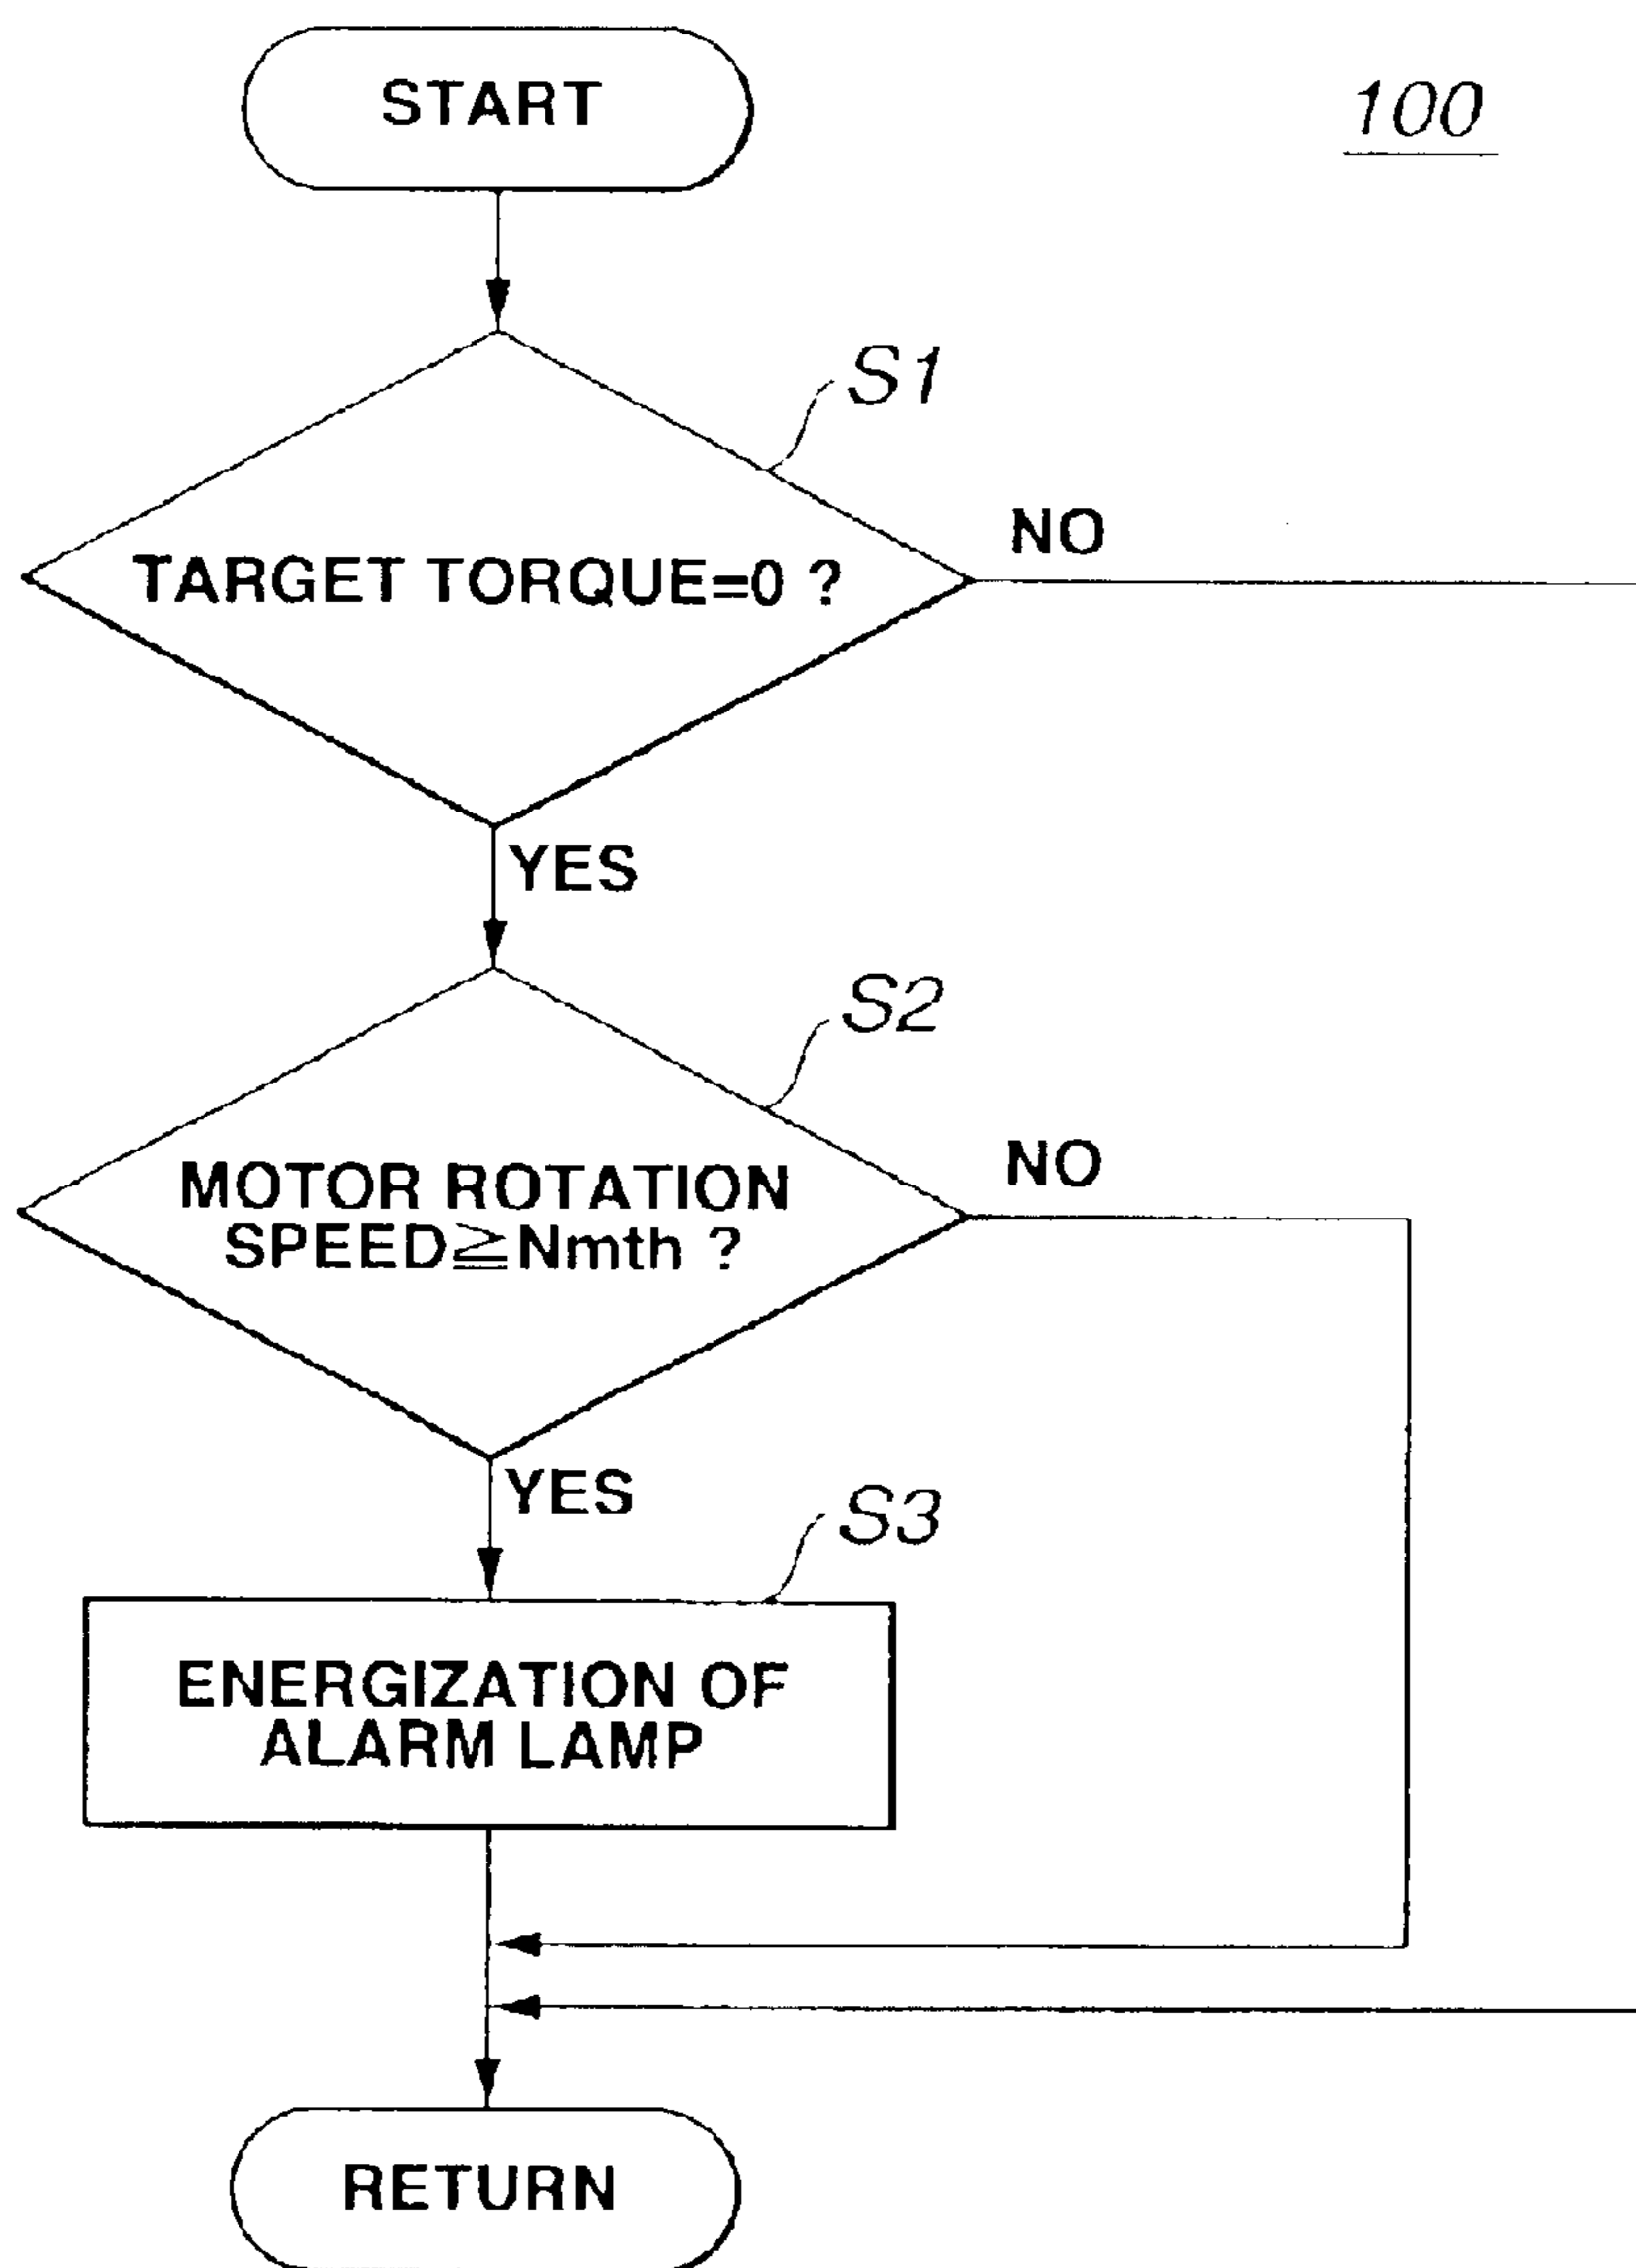 START
100
S1
NO
TARGET TORQUE=0 ?
YES
S2
NO
MOTOR ROTATION
SPEED≧Nmth ?
YES
S3
ENERGIZATION OF
ALARM LAMP
RETURN